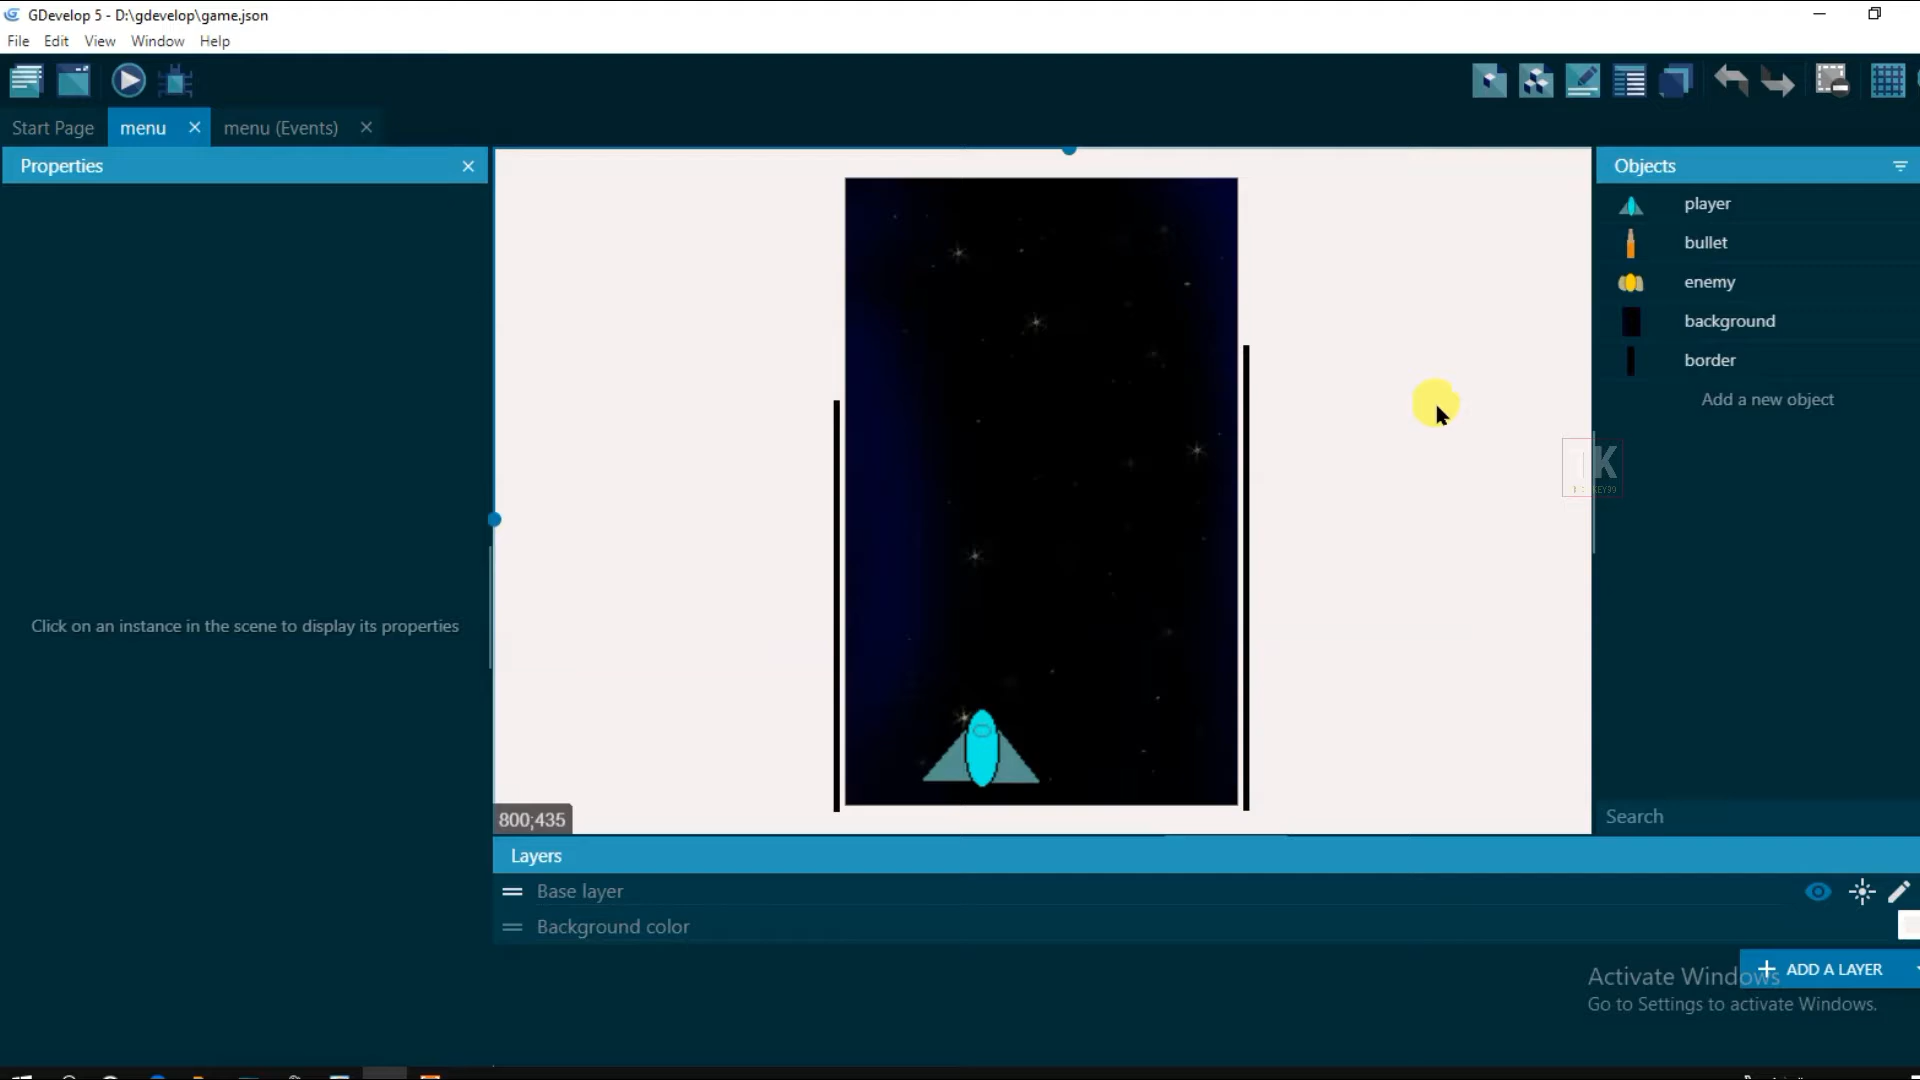 GDevelop 5 - D:\gdevelop\game.json
File Edit View Window Help
Start Page menu menu (Events)
Properties
Click on an instance in the scene to display its properties
800;435
Objects
player
bullet
enemy
background
border
Add a new object
Search
Layers
Base layer
Background color
ADD A LAYER
Activate Windows
Go to Settings to activate Windows.